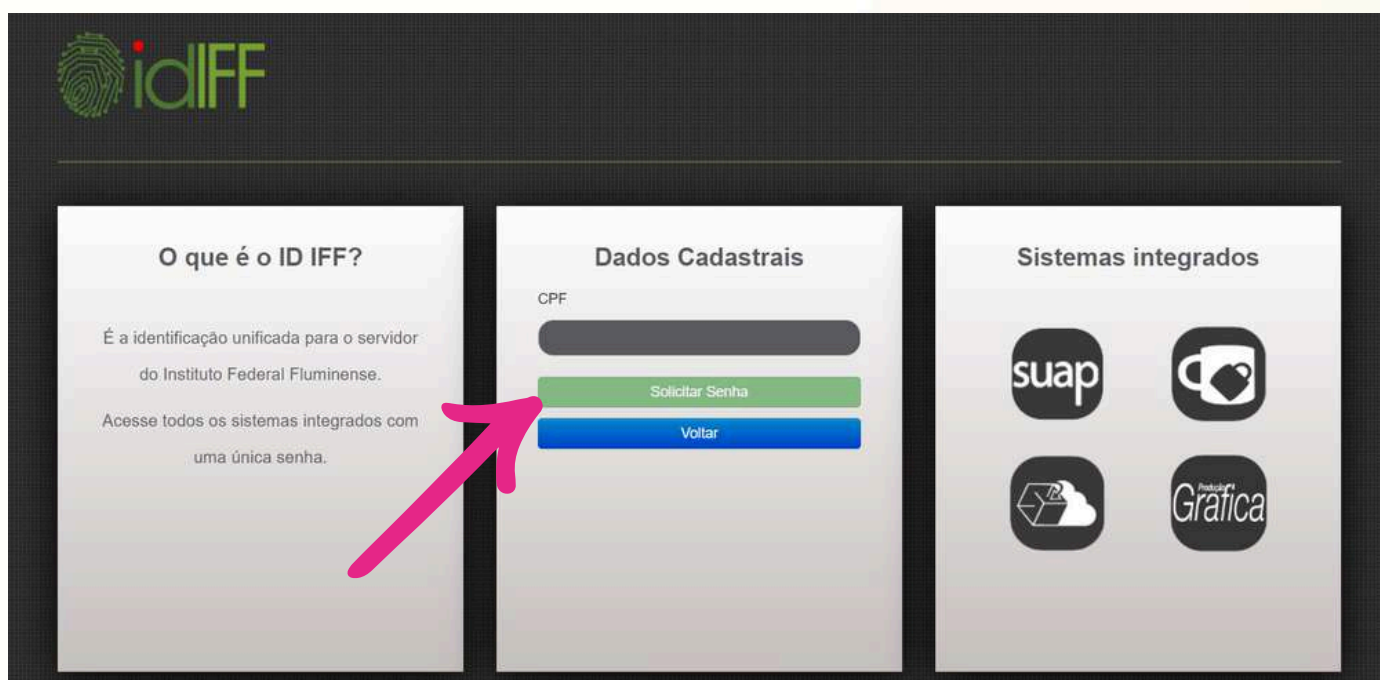 idIFF
O que é o ID IFF?
É a identificação unificada para o servidor
do Instituto Federal Fluminense.
Acesse todos os sistemas integrados com
uma única senha.
Dados Cadastrais
CPF
Solicitar Senha
Voltar
Sistemas integrados
suap
Produção
Gráfica